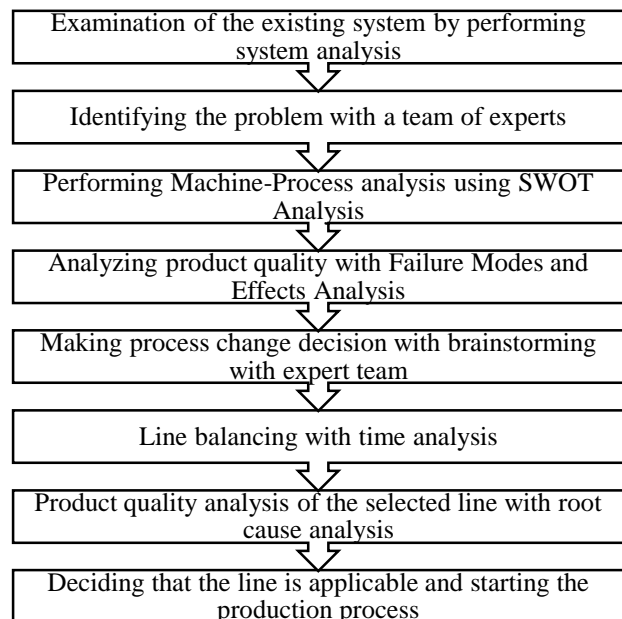 Examination of the existing system by performing
system analysis
Identifying the problem with a team of experts
Performing Machine-Process analysis using SWOT
Analysis
Analyzing product quality with Failure Modes and
Effects Analysis
Making process change decision with brainstorming
with expert team
Line balancing with time analysis
Product quality analysis of the selected line with root
cause analysis
Deciding that the line is applicable and starting the
production process